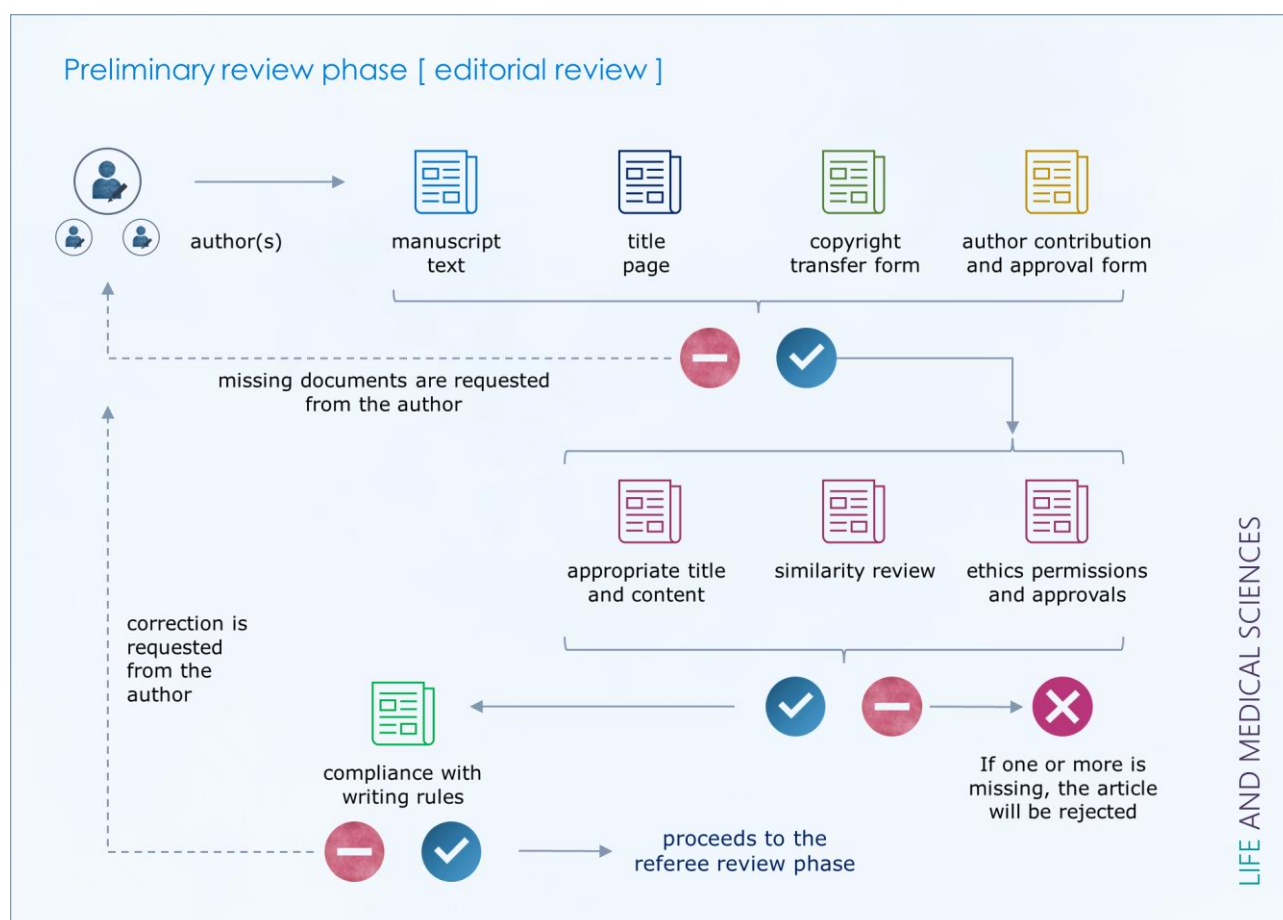 Preliminary review phase [ editorial review ]
author(s)
manuscript
text
title
page
copyright
transfer form
author contribution
and approval form
missing documents are requested
from the author
appropriate title
and content
similarity review
ethics permissions
and approvals
correction is
requested
from the
author
compliance with
writing rules
If one or more is
missing, the article
will be rejected
proceeds to the
referee review phase
LIFE AND MEDICAL SCIENCES